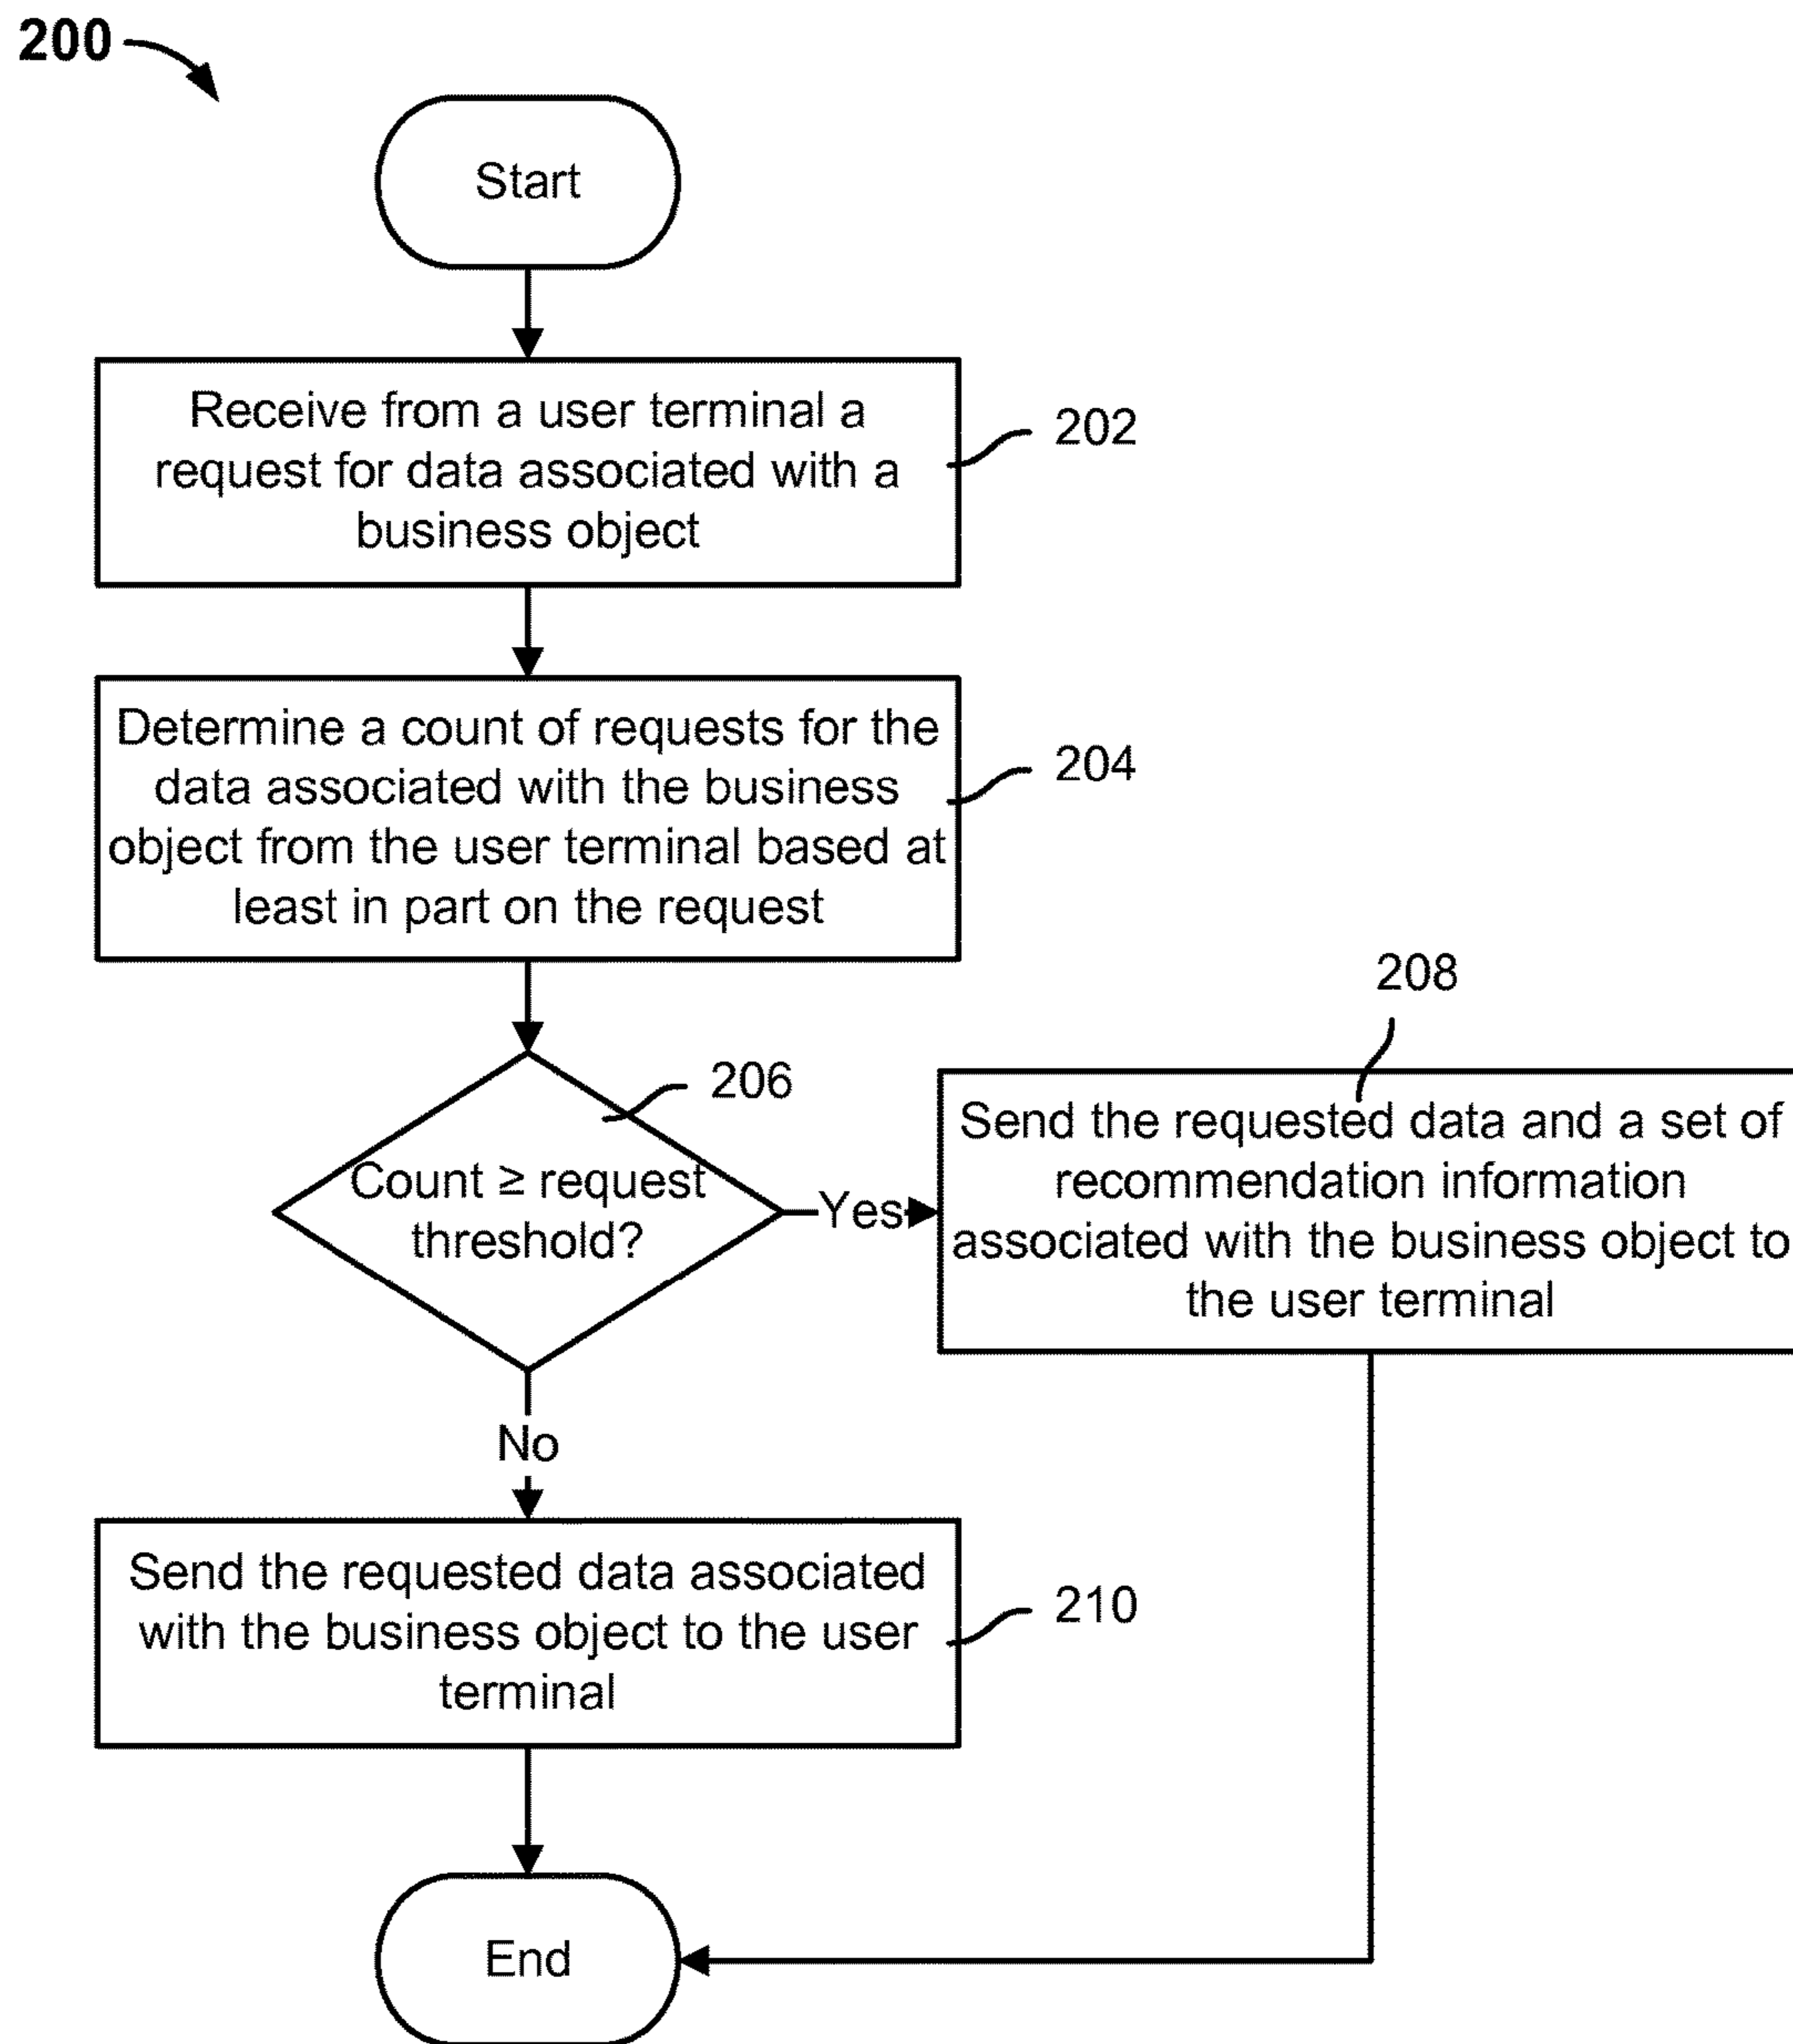 200
Start
Receive from a user terminal a
request for data associated with a
business object
202
Determine a count of requests for the
data associated with the business
object from the user terminal based at
least in part on the request
204
206
Count ≥ request
threshold?
Yes
208
Send the requested data and a set of
recommendation information
associated with the business object to
the user terminal
No
Send the requested data associated
with the business object to the user
terminal
210
End